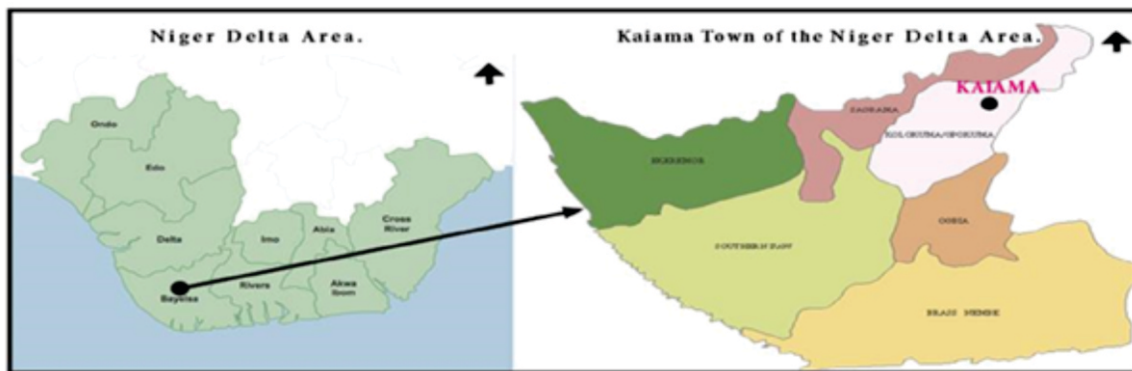 Niger Delta Area.
Ondo
Edo
Delta
Imo
Abia
Cross
River
Bayelsa
Rivers
Akwa
Ibom
Kaiama Town of the Niger Delta Area.
KAIAMA
SAGBAMA
KOLOKUMA/OPOKUMA
EKEREMOR
OGBIA
SOUTHERN IJAW
BRASS NEMBE